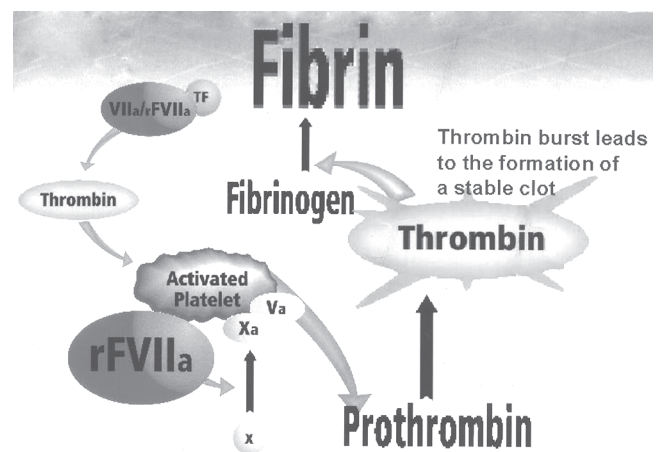 Fibrin
VIIa/rFVIIa
TF
Thrombin burst leads
to the formation of
a stable clot
Thrombin
Fibrinogen
Thrombin
Activated
Platelet
Va
Xa
rFVIIa
x
Prothrombin